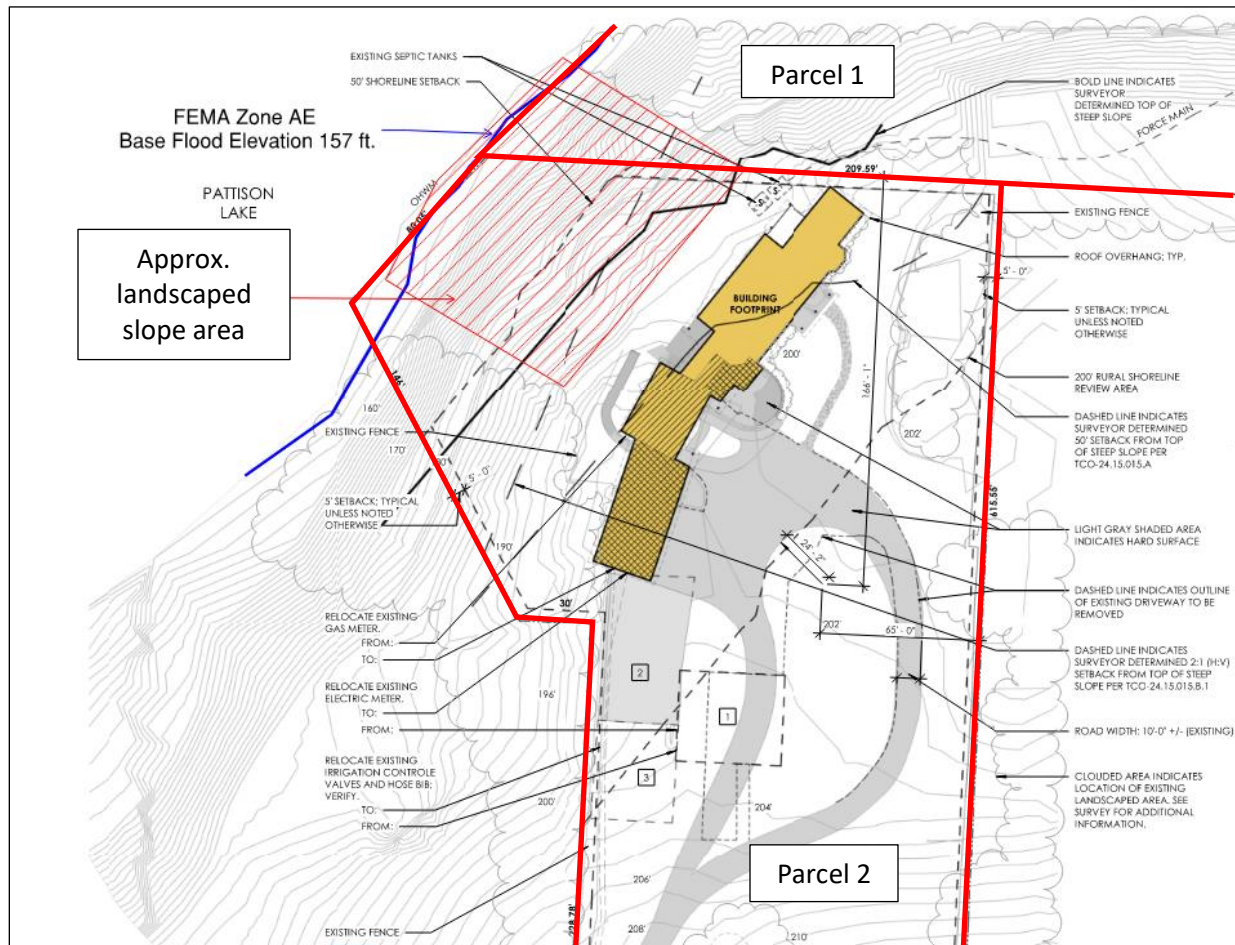 EXISTING SEPTIC TANKS
50' SHORELINE SETBACK
Parcel 1
BOLD LINE INDICATES
SURVEYOR
DETERMINED TOP OF
STEEP SLOPE
FORCE MAIN
FEMA Zone AE
Base Flood Elevation 157 ft.
PATTISON
LAKE
OHWM
209.59'
S
S
EXISTING FENCE
ROOF OVERHANG; TYP.
Approx.
landscaped
slope area
5' - 0"
BUILDING
FOOTPRINT
5' SETBACK; TYPICAL
UNLESS NOTED
OTHERWISE
200'
166' - 1"
200' RURAL SHORELINE
REVIEW AREA
146'
160'
170'
202'
DASHED LINE INDICATES
SURVEYOR DETERMINED
50' SETBACK FROM TOP
OF STEEP SLOPE PER
TCO-24.15.015.A
EXISTING FENCE
5' - 0"
5' SETBACK; TYPICAL
UNLESS NOTED
OTHERWISE
615.55'
190'
LIGHT GRAY SHADED AREA
INDICATES HARD SURFACE
24' - 2"
DASHED LINE INDICATES OUTLINE
OF EXISTING DRIVEWAY TO BE
REMOVED
30'
RELOCATE EXISTING
GAS METER.
FROM:
TO:
202'
65' - 0"
DASHED LINE INDICATES
SURVEYOR DETERMINED 2:1 (H:V)
SETBACK FROM TOP OF STEEP
SLOPE PER TCO-24.15.015.B.1
2
196'
RELOCATE EXISTING
ELECTRIC METER.
TO:
FROM:
1
ROAD WIDTH: 10'-0" +/- (EXISTING)
RELOCATE EXISTING
IRRIGATION CONTROLE
VALVES AND HOSE BIB;
VERIFY.
TO:
FROM:
3
200'
204'
CLOUDED AREA INDICATES
LOCATION OF EXISTING
LANDSCAPED AREA. SEE
SURVEY FOR ADDITIONAL
INFORMATION.
Parcel 2
206'
228.78'
208'
EXISTING FENCE
210'